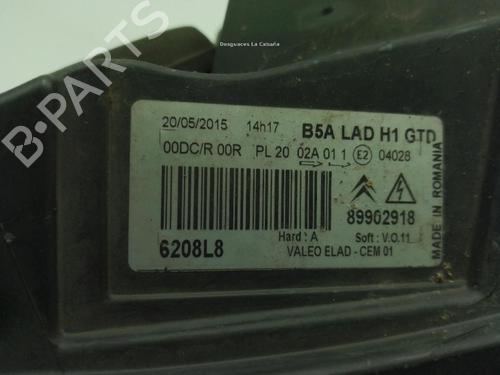 Desguaces La Cabaña
20/05/2015 14h17 B5A LAD H1 GTD
00DC/R 00R PL 20 02A 01 1 E2 04028
89902918
Hard : A Soft : V.O.11
6208L8 VALEO ELAD - CEM 01
MADE IN ROMANIA
B-PARTS